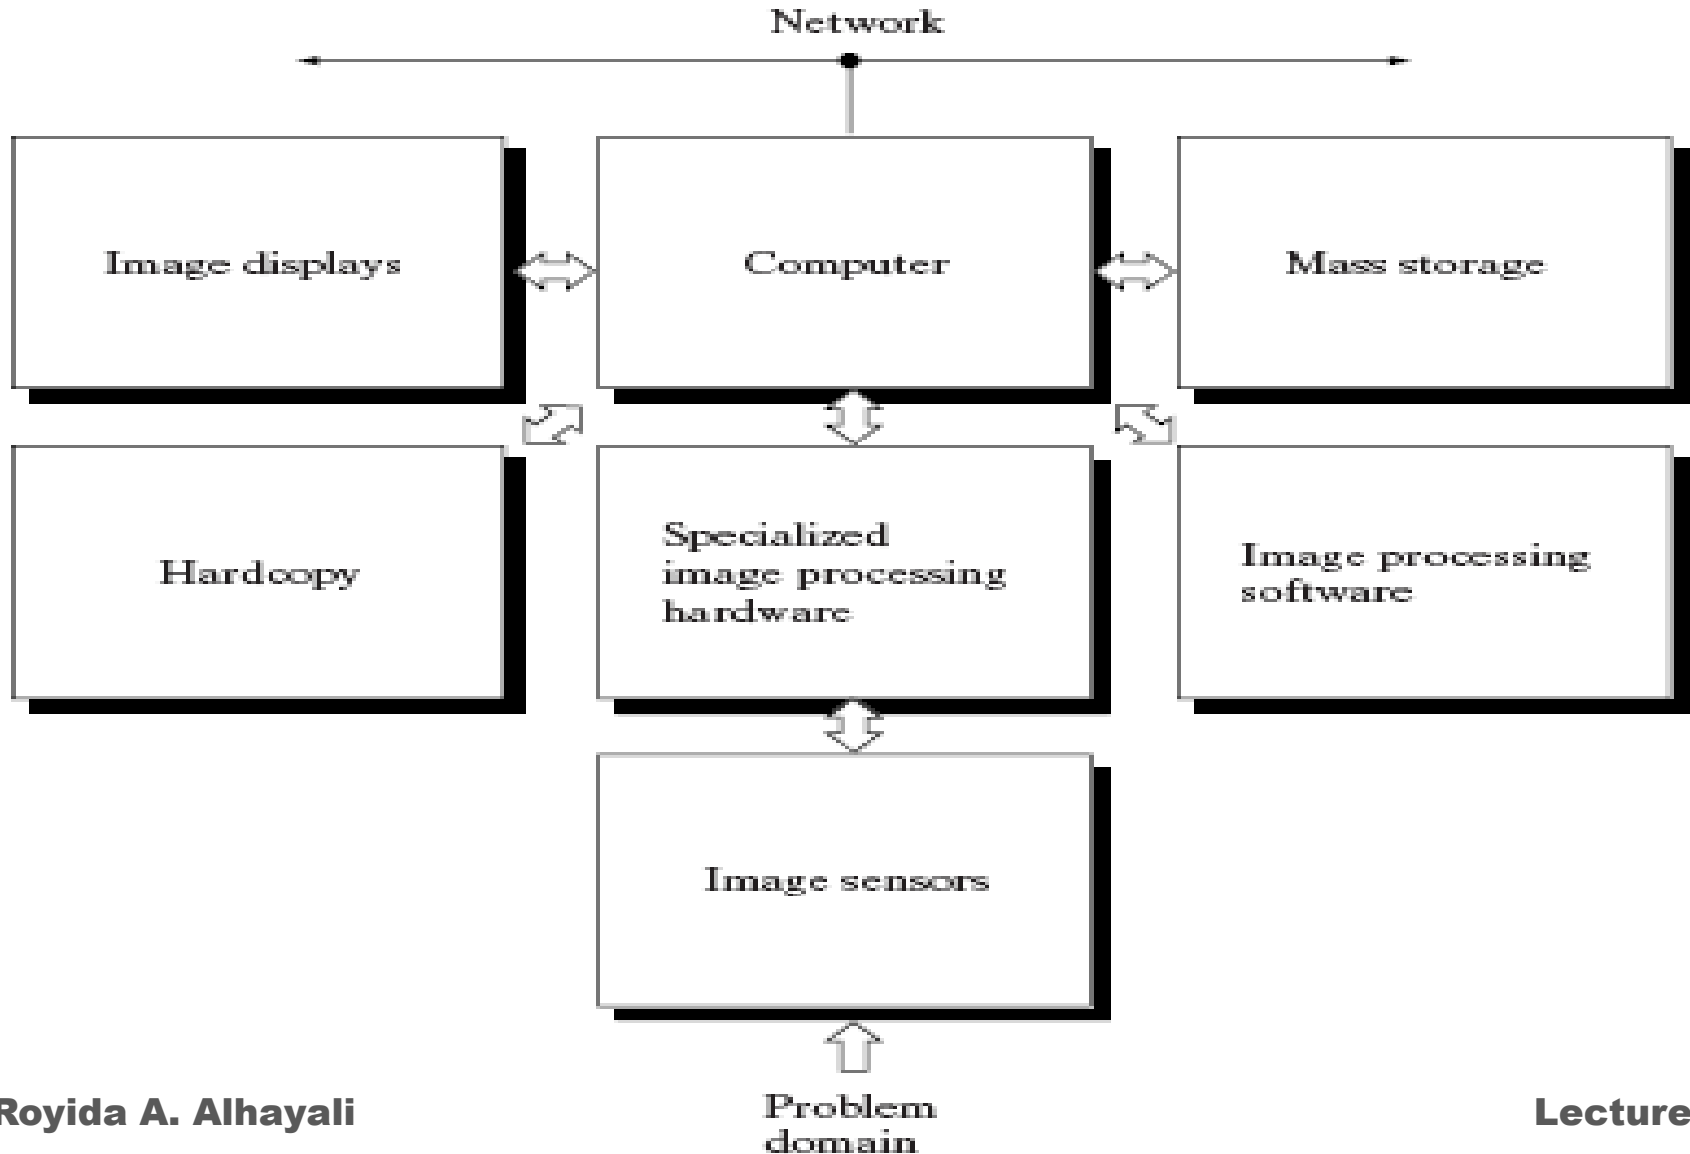 Network
Image displays
Computer
Mass storage
Hardcopy
Specialized
image processing
hardware
Image processing
software
Image sensors
Problem
domain
Royida A. Alhayali
Lecture